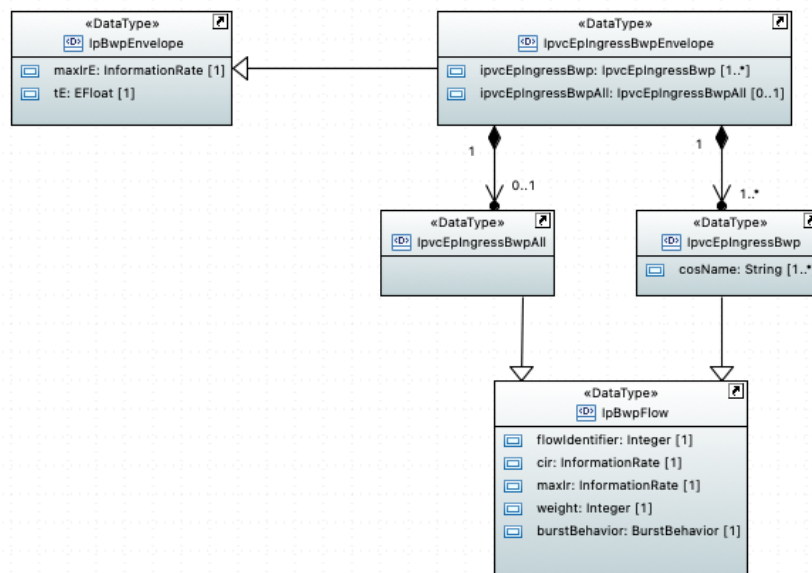 «DataType»
<D> IpBwpEnvelope
maxIrE: InformationRate [1]
tE: EFloat [1]
«DataType»
<D> IpvcEpIngressBwpEnvelope
ipvcEpIngressBwp: IpvcEpIngressBwp [1..*]
ipvcEpIngressBwpAll: IpvcEpIngressBwpAll [0..1]
1
0..1
1
1..*
«DataType»
<D> IpvcEpIngressBwpAll
«DataType»
<D> IpvcEpIngressBwp
cosName: String [1..*
«DataType»
<D> IpBwpFlow
flowIdentifier: Integer [1]
cir: InformationRate [1]
maxIr: InformationRate [1]
weight: Integer [1]
burstBehavior: BurstBehavior [1]